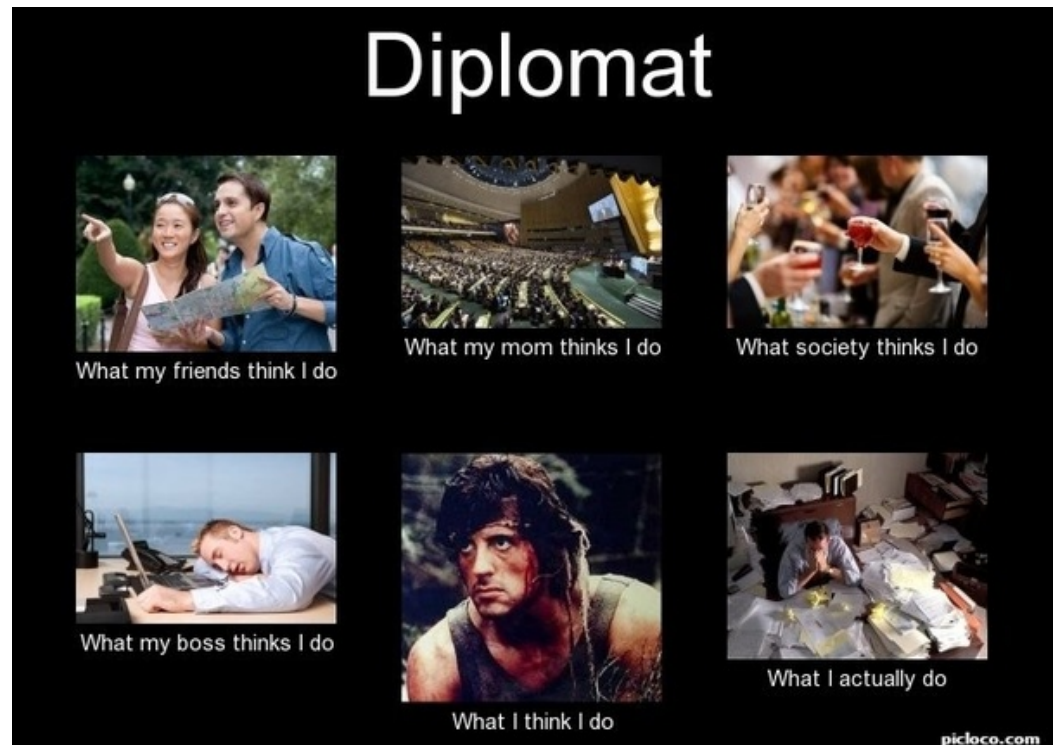 Diplomat
What my friends think I do
What my mom thinks I do
What society thinks I do
What my boss thinks I do
What I think I do
What I actually do
picloco.com